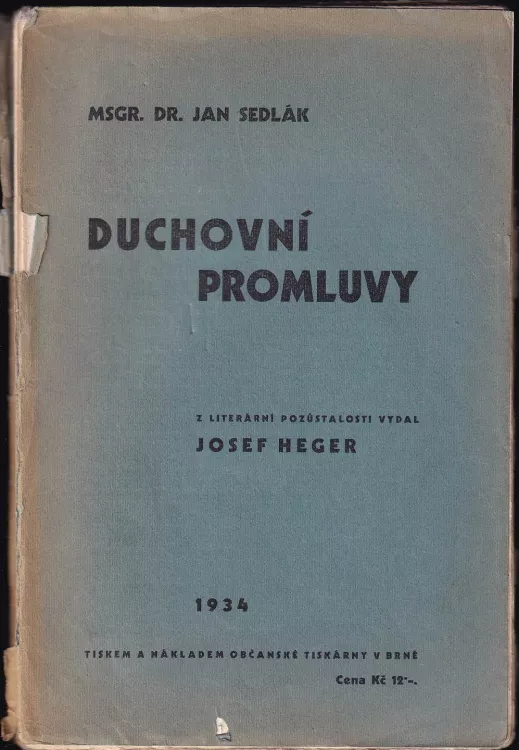 MSGR. DR. JAN SEDLÁK
DUCHOVNÍ
PROMLUVY
Z LITERÁRNÍ POZŮSTALOSTI VYDAL
JOSEF HEGER
1934
TISKEM A NÁKLADEM OBČANSKÉ TISKÁRNY V BRNĚ
Cena Kč 12·–.